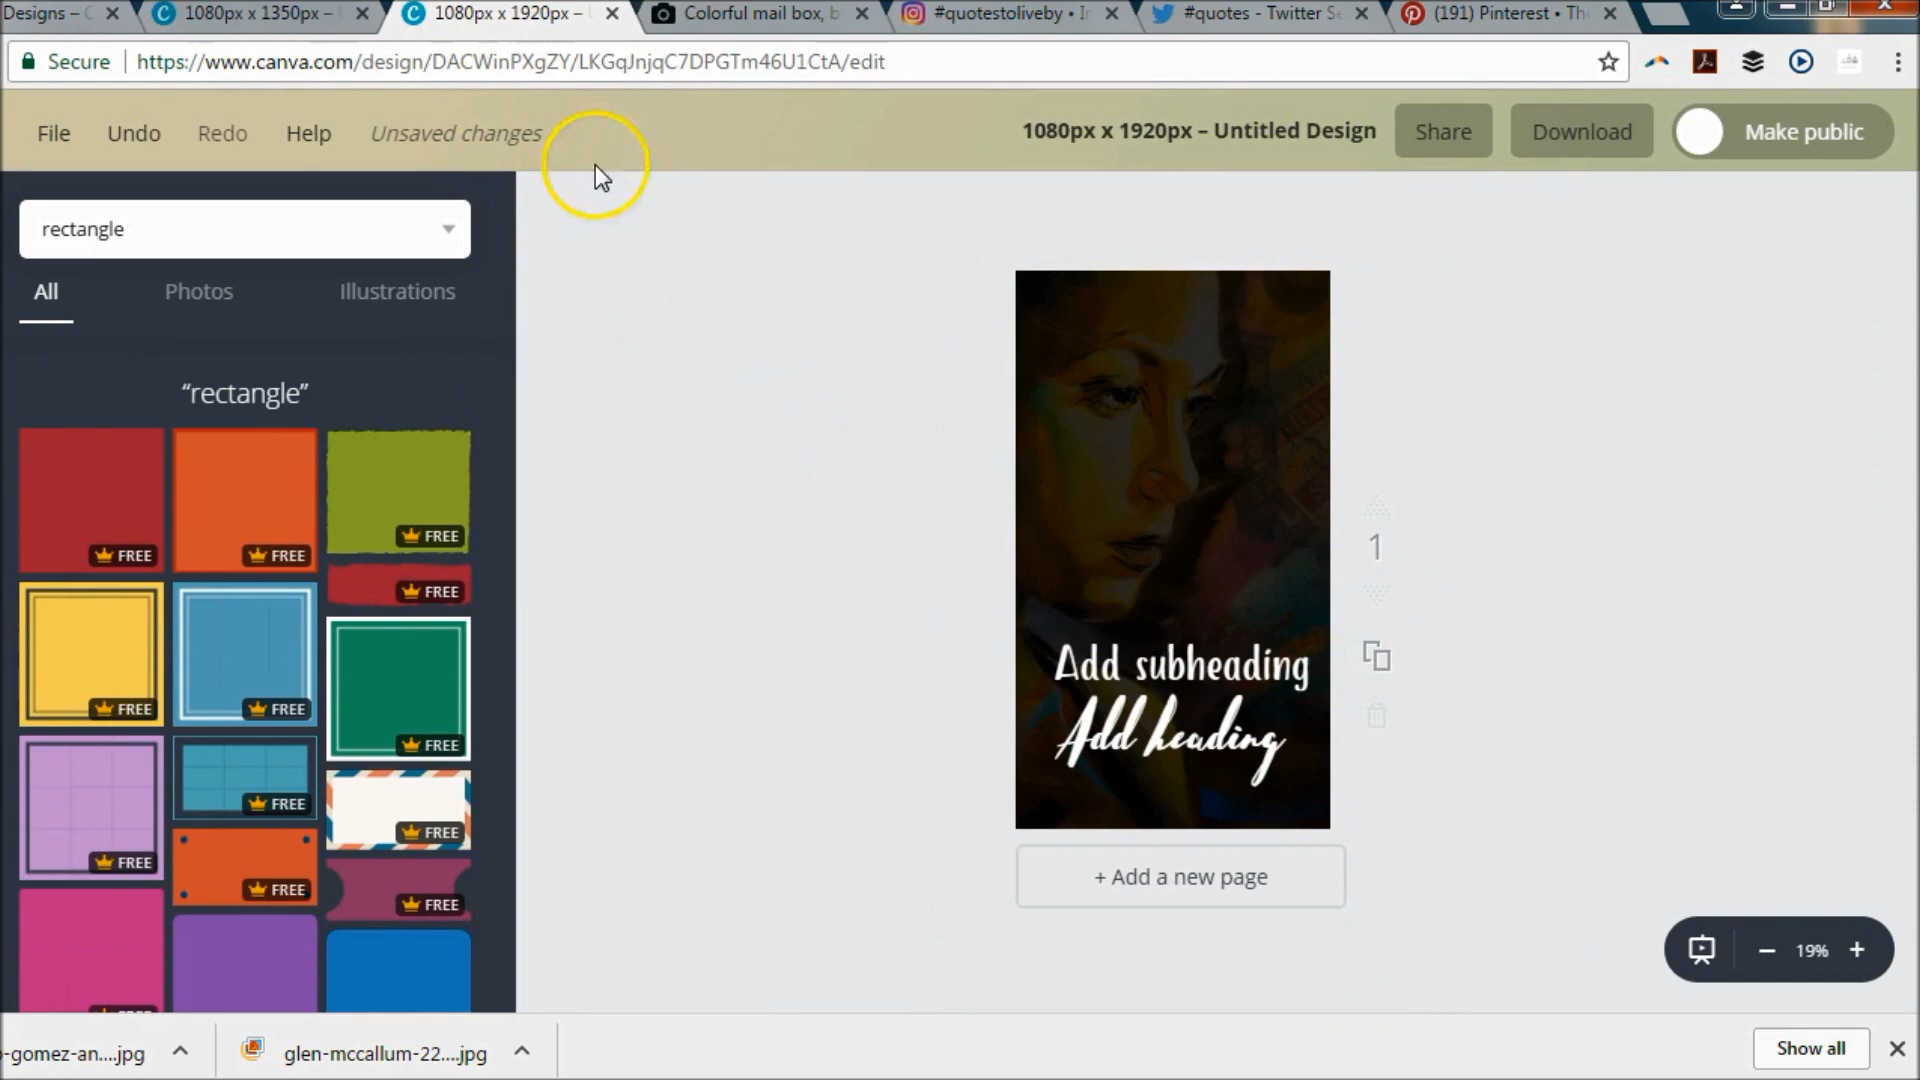 Designs – C
1080px x 1350px –
1080px x 1920px –
Colorful mail box, b
#quotestoliveby • In
#quotes - Twitter Se
(191) Pinterest • Th
Secure
https://www.canva.com/design/DACWinPXgZY/LKGqJnjqC7DPGTm46U1CtA/edit
File
Undo
Redo
Help
Unsaved changes
1080px x 1920px – Untitled Design
Share
Download
Make public
rectangle
All
Photos
Illustrations
“rectangle”
FREE
FREE
FREE
FREE
FREE
FREE
FREE
FREE
FREE
FREE
FREE
FREE
Add subheading
Add heading
1
+ Add a new page
19%
-gomez-an....jpg
glen-mccallum-22....jpg
Show all